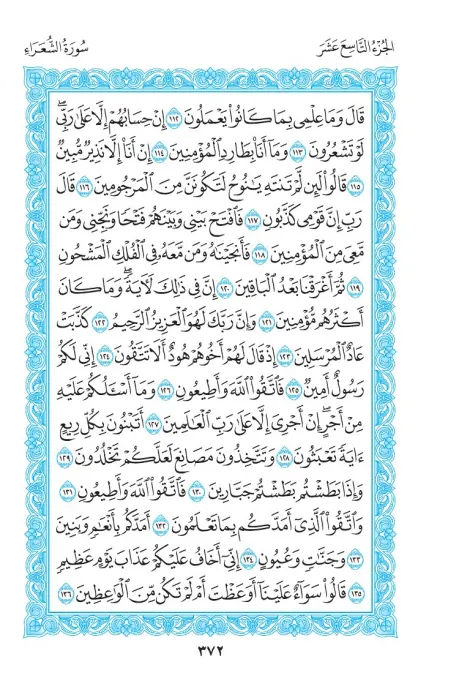 الجزء التاسع عشر
سورة الشعراء
قَالَ وَمَا عِلْمِى بِمَا كَانُوا۟ يَعْمَلُونَ ١١٢ إِنْ حِسَابُهُمْ إِلَّا عَلَىٰ رَبِّى ۖ
لَوْ تَشْعُرُونَ ١١٣ وَمَآ أَنَا۠ بِطَارِدِ ٱلْمُؤْمِنِينَ ١١٤ إِنْ أَنَا۠ إِلَّا نَذِيرٌ مُّبِينٌ
١١٥ قَالُوا۟ لَئِن لَّمْ تَنتَهِ يَـٰنُوحُ لَتَكُونَنَّ مِنَ ٱلْمَرْجُومِينَ ١١٦ قَالَ
رَبِّ إِنَّ قَوْمِى كَذَّبُونِ ١١٧ فَٱفْتَحْ بَيْنِى وَبَيْنَهُمْ فَتْحًا وَنَجِّنِى وَمَن
مَّعِىَ مِنَ ٱلْمُؤْمِنِينَ ١١٨ فَأَنجَيْنَـٰهُ وَمَن مَّعَهُۥ فِى ٱلْفُلْكِ ٱلْمَشْحُونِ
١١٩ ثُمَّ أَغْرَقْنَا بَعْدُ ٱلْبَاقِينَ ١٢٠ إِنَّ فِى ذَٰلِكَ لَـَٔايَةً ۖ وَمَا كَانَ
أَكْثَرُهُم مُّؤْمِنِينَ ١٢١ وَإِنَّ رَبَّكَ لَهُوَ ٱلْعَزِيزُ ٱلرَّحِيمُ ١٢٢ كَذَّبَتْ
عَادٌ ٱلْمُرْسَلِينَ ١٢٣ إِذْ قَالَ لَهُمْ أَخُوهُمْ هُودٌ أَلَا تَتَّقُونَ ١٢٤ إِنِّى لَكُمْ
رَسُولٌ أَمِينٌ ١٢٥ فَٱتَّقُوا۟ ٱللَّهَ وَأَطِيعُونِ ١٢٦ وَمَآ أَسْـَٔلُكُمْ عَلَيْهِ
مِنْ أَجْرٍ ۖ إِنْ أَجْرِىَ إِلَّا عَلَىٰ رَبِّ ٱلْعَـٰلَمِينَ ١٢٧ أَتَبْنُونَ بِكُلِّ رِيعٍ
ءَايَةً تَعْبَثُونَ ١٢٨ وَتَتَّخِذُونَ مَصَانِعَ لَعَلَّكُمْ تَخْلُدُونَ ١٢٩
وَإِذَا بَطَشْتُم بَطَشْتُمْ جَبَّارِينَ ١٣٠ فَٱتَّقُوا۟ ٱللَّهَ وَأَطِيعُونِ ١٣١
وَٱتَّقُوا۟ ٱلَّذِىٓ أَمَدَّكُم بِمَا تَعْلَمُونَ ١٣٢ أَمَدَّكُم بِأَنْعَـٰمٍ وَبَنِينَ
١٣٣ وَجَنَّـٰتٍ وَعُيُونٍ ١٣٤ إِنِّىٓ أَخَافُ عَلَيْكُمْ عَذَابَ يَوْمٍ عَظِيمٍ
١٣٥ قَالُوا۟ سَوَآءٌ عَلَيْنَآ أَوَعَظْتَ أَمْ لَمْ تَكُن مِّنَ ٱلْوَٰعِظِينَ ١٣٦
٣٧٢